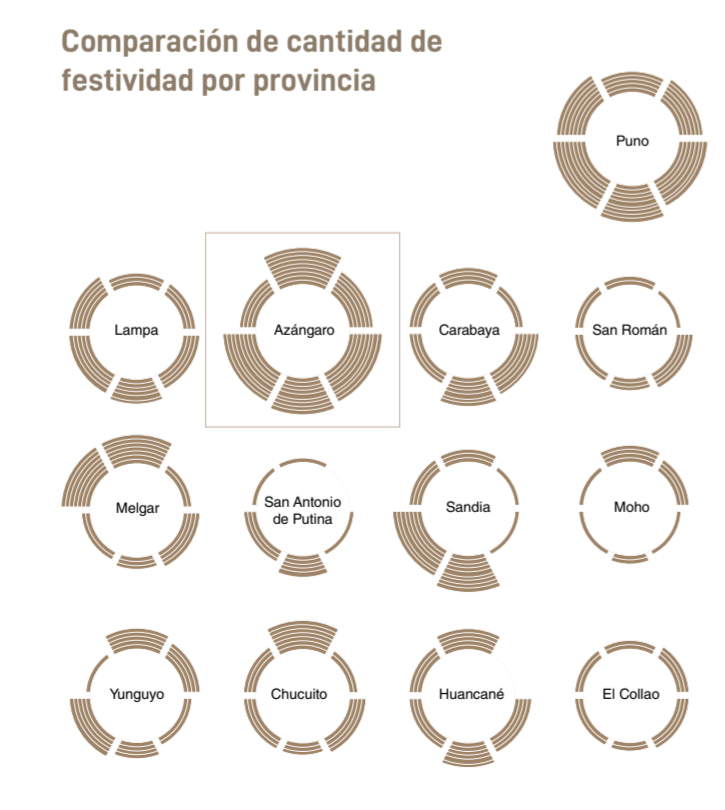 Comparación de cantidad de
festividad por provincia
Puno
Lampa
Azángaro
Carabaya
San Román
Melgar
San Antonio
de Putina
Sandia
Moho
Yunguyo
Chucuito
Huancané
El Collao